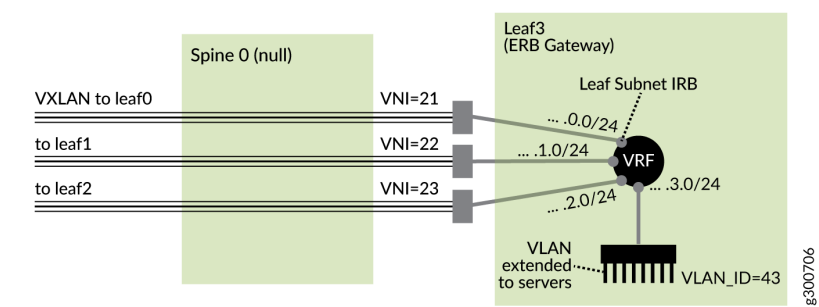 Leaf3
(ERB Gateway)
Spine 0 (null)
Leaf Subnet IRB
VXLAN to leaf0
VNI=21
... .0.0/24
to leaf1
VNI=22
... .1.0/24
VRF
to leaf2
VNI=23
... .2.0/24
... .3.0/24
VLAN
extended
to servers
VLAN_ID=43
g300706